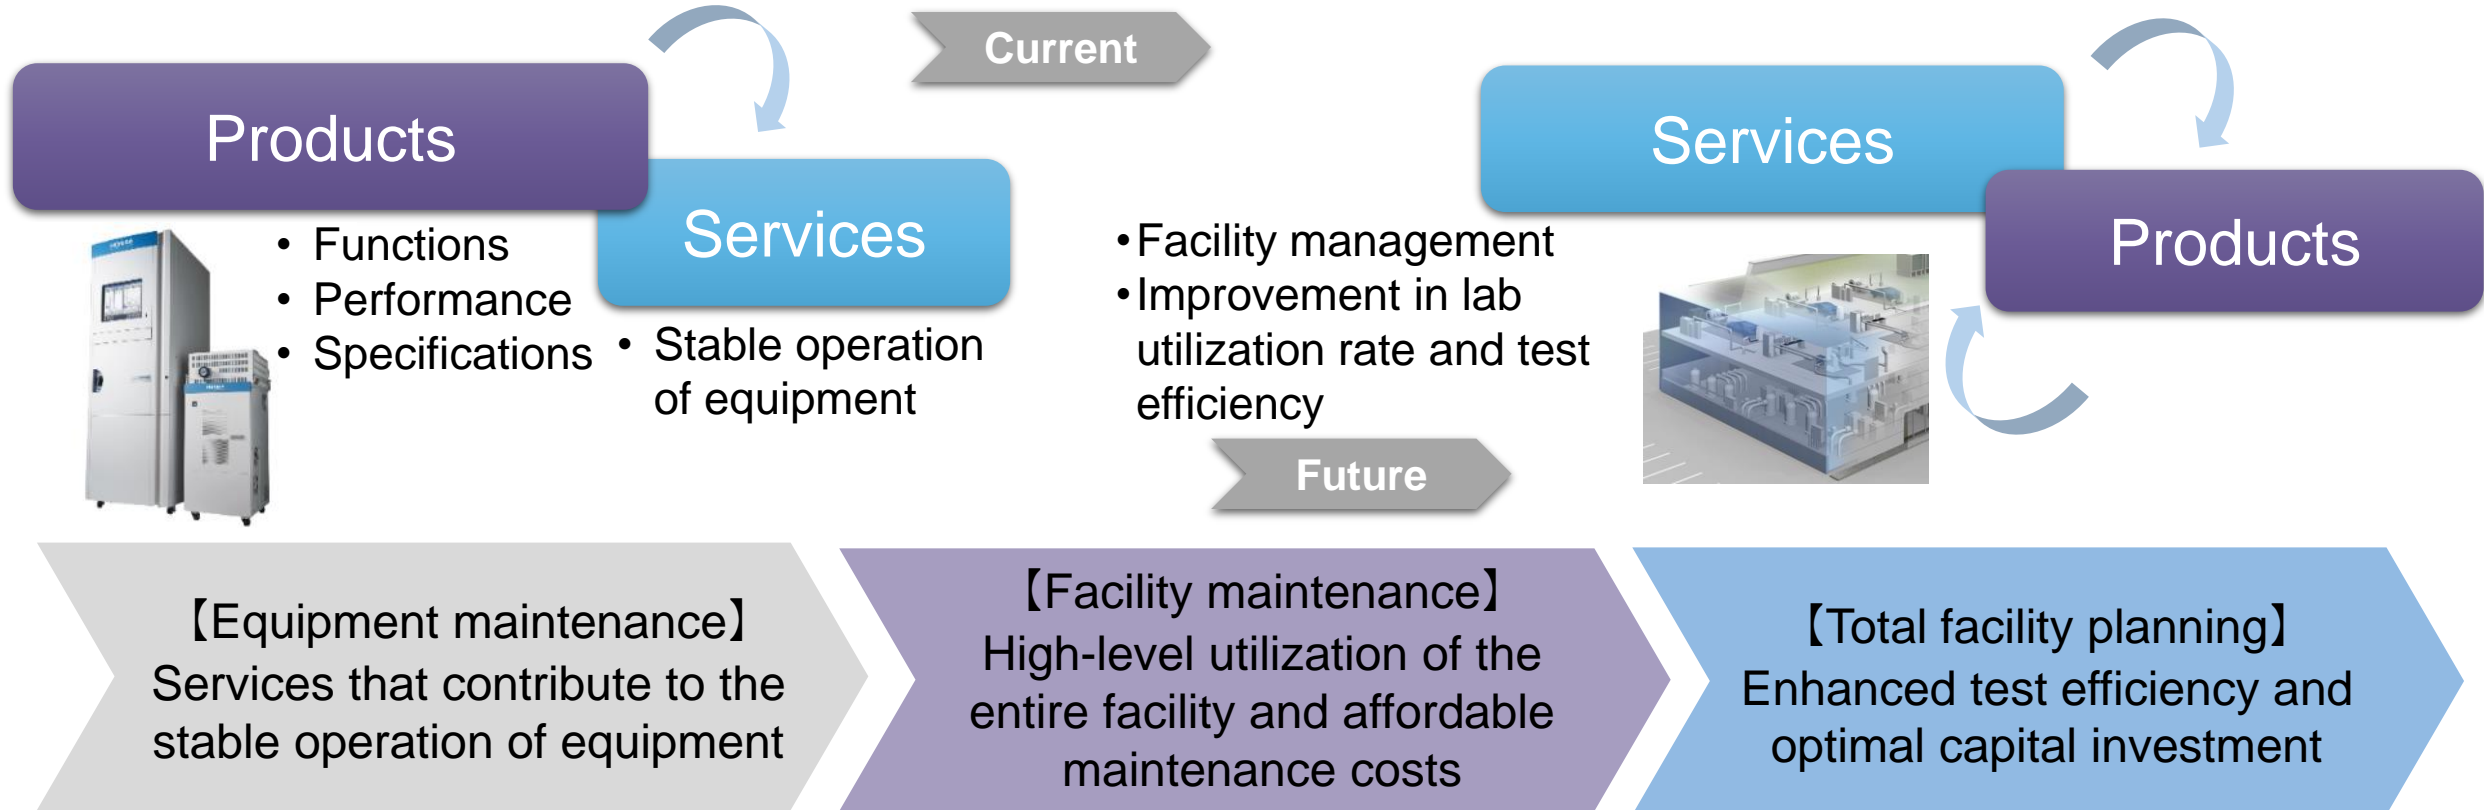 Current
Products
Services
• Functions
• Performance
• Specifications
• Stable operation
of equipment
Services
Products
•Facility management
•Improvement in lab
utilization rate and test
efficiency
Future
【Equipment maintenance】
Services that contribute to the
stable operation of equipment
【Facility maintenance】
High-level utilization of the
entire facility and affordable
maintenance costs
【Total facility planning】
Enhanced test efficiency and
optimal capital investment